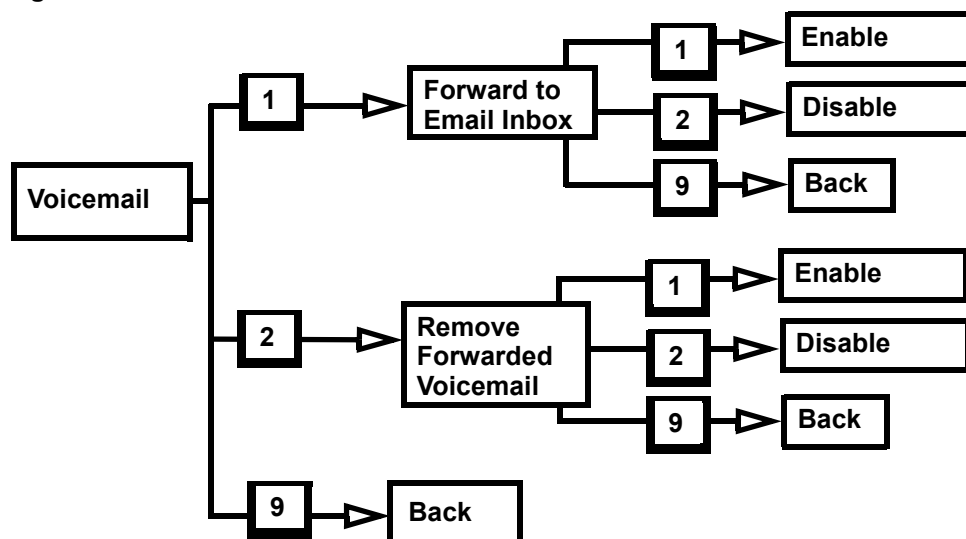 1
Enable
1
Forward to
Email Inbox
2
Disable
9
Back
Voicemail
1
Enable
2
Remove
Forwarded
Voicemail
2
Disable
9
Back
9
Back